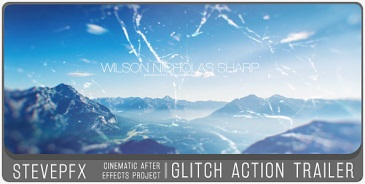 WILSON NICHOLAS SHARP
STEVEPFX
CINEMATIC AFTER
EFFECTS PROJECT
GLITCH ACTION TRAILER